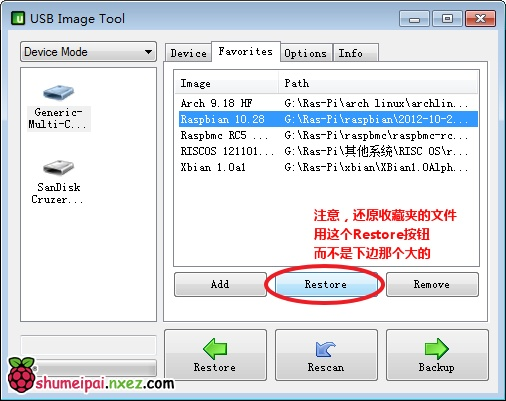 USB Image Tool
Device Mode
Generic-
Multi-C...
SanDisk
Cruzer...
Device Favorites Options Info
Image Path
Arch 9.18 HF G:\Ras-Pi\arch linux\archlin...
Raspbian 10.28 G:\Ras-Pi\raspbian\2012-10-2...
Raspbmc RC5 ... G:\Ras-Pi\raspbmc\raspbmc-rc...
RISCOS 121101... G:\Ras-Pi\其他系统\RISC OS\r...
Xbian 1.0a1 G:\Ras-Pi\xbian\XBian1.0Alph...
注意，还原收藏夹的文件
用这个Restore按钮
而不是下边那个大的
Add Restore Remove
Restore Rescan Backup
shumeipai.nxez.com